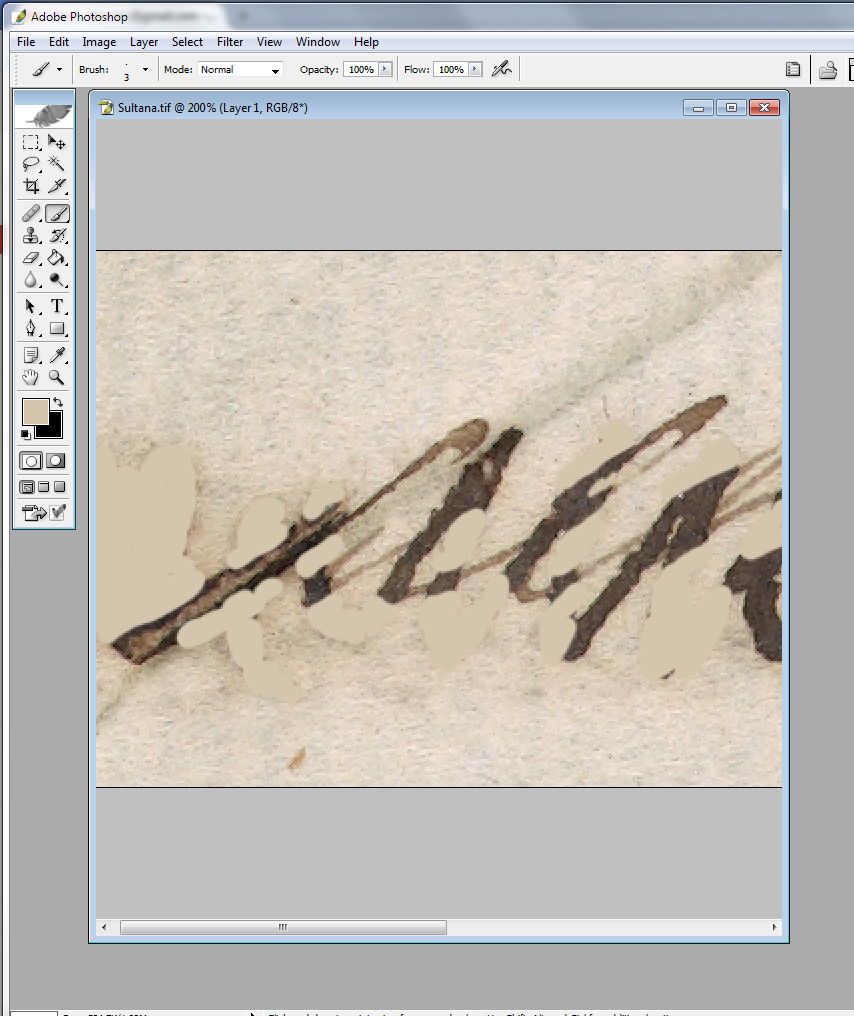 Adobe Photoshop
File Edit Image Layer Select Filter View Window Help
Brush: 3 Mode: Normal Opacity: 100% Flow: 100%
Sultana.tif @ 200% (Layer 1, RGB/8*)
T